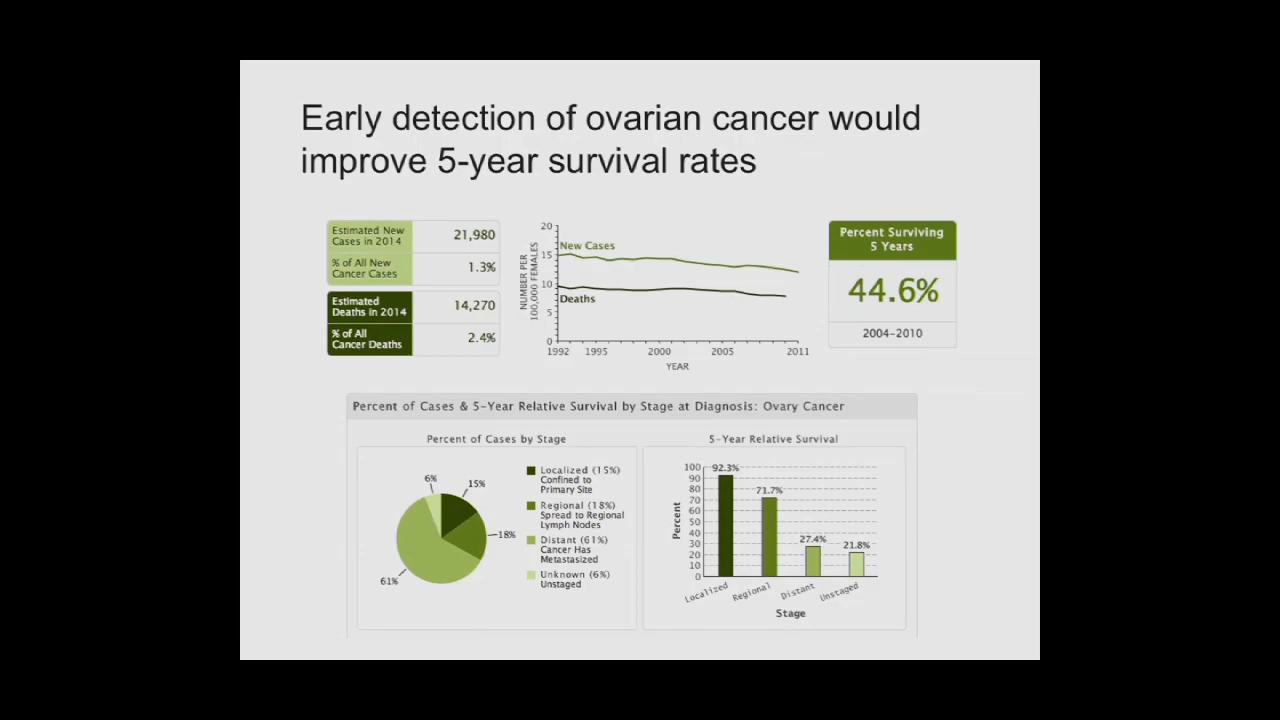 Early detection of ovarian cancer would
improve 5-year survival rates
Estimated New
Cases in 2014
21,980
% of All New
Cancer Cases
1.3%
Estimated
Deaths in 2014
14,270
% of All
Cancer Deaths
2.4%
NUMBER PER
100,000 FEMALES
20
15
10
5
0
New Cases
Deaths
1992 1995 2000 2005 2011
YEAR
Percent Surviving
5 Years
44.6%
2004-2010
Percent of Cases & 5-Year Relative Survival by Stage at Diagnosis: Ovary Cancer
Percent of Cases by Stage
6%
15%
18%
61%
Localized (15%)
Confined to
Primary Site
Regional (18%)
Spread to Regional
Lymph Nodes
Distant (61%)
Cancer Has
Metastasized
Unknown (6%)
Unstaged
5-Year Relative Survival
Percent
100
90
80
70
60
50
40
30
20
10
0
92.3%
71.7%
27.4%
21.8%
Localized Regional Distant Unstaged
Stage